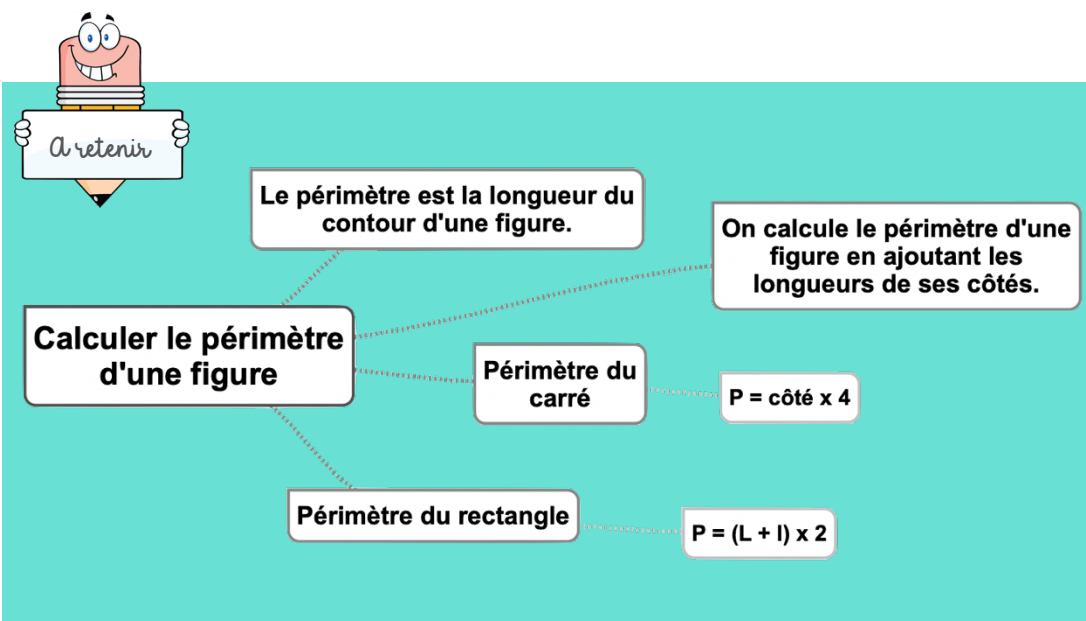 A retenir
Le périmètre est la longueur du
contour d'une figure.
On calcule le périmètre d'une
figure en ajoutant les
longueurs de ses côtés.
Calculer le périmètre
d'une figure
Périmètre du
carré
P = côté x 4
Périmètre du rectangle
P = (L + l) x 2